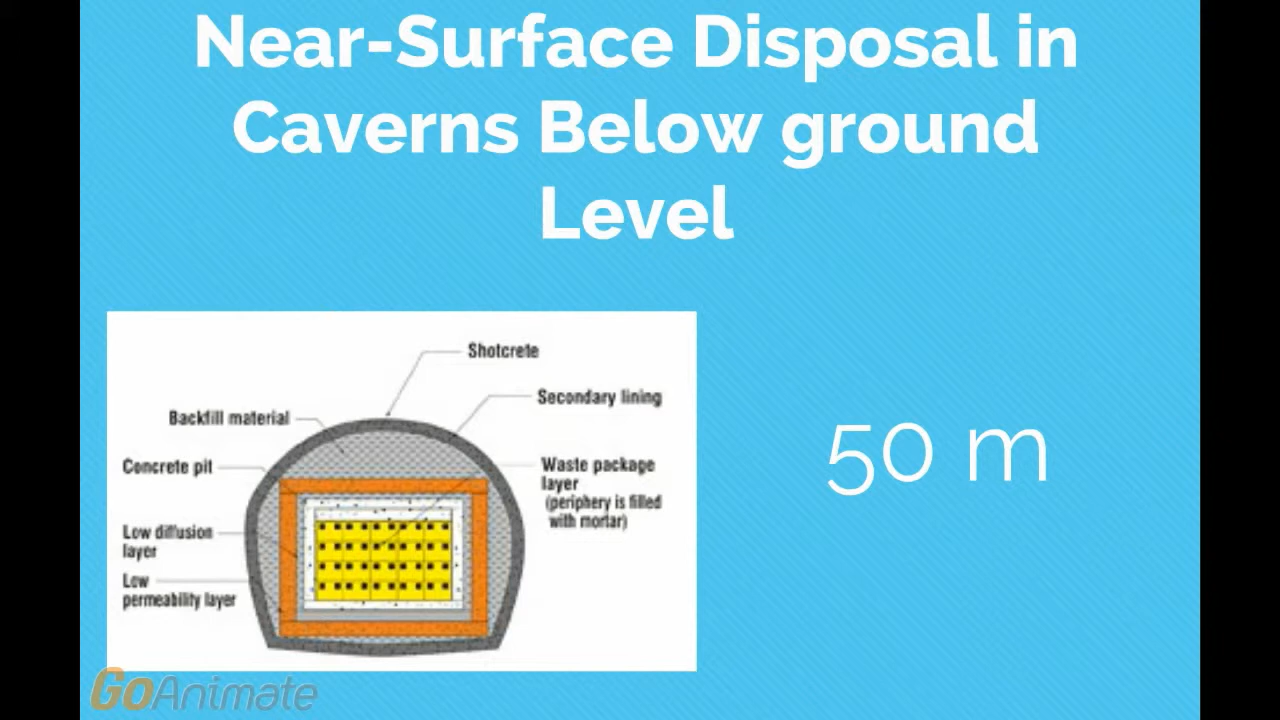 Near-Surface Disposal in
Caverns Below ground
Level
Shotcrete
Secondary lining
Backfill material
Concrete pit
Waste package
layer
(periphery is filled
with mortar)
Low diffusion
layer
Low
permeability layer
50 m
GoAnimate